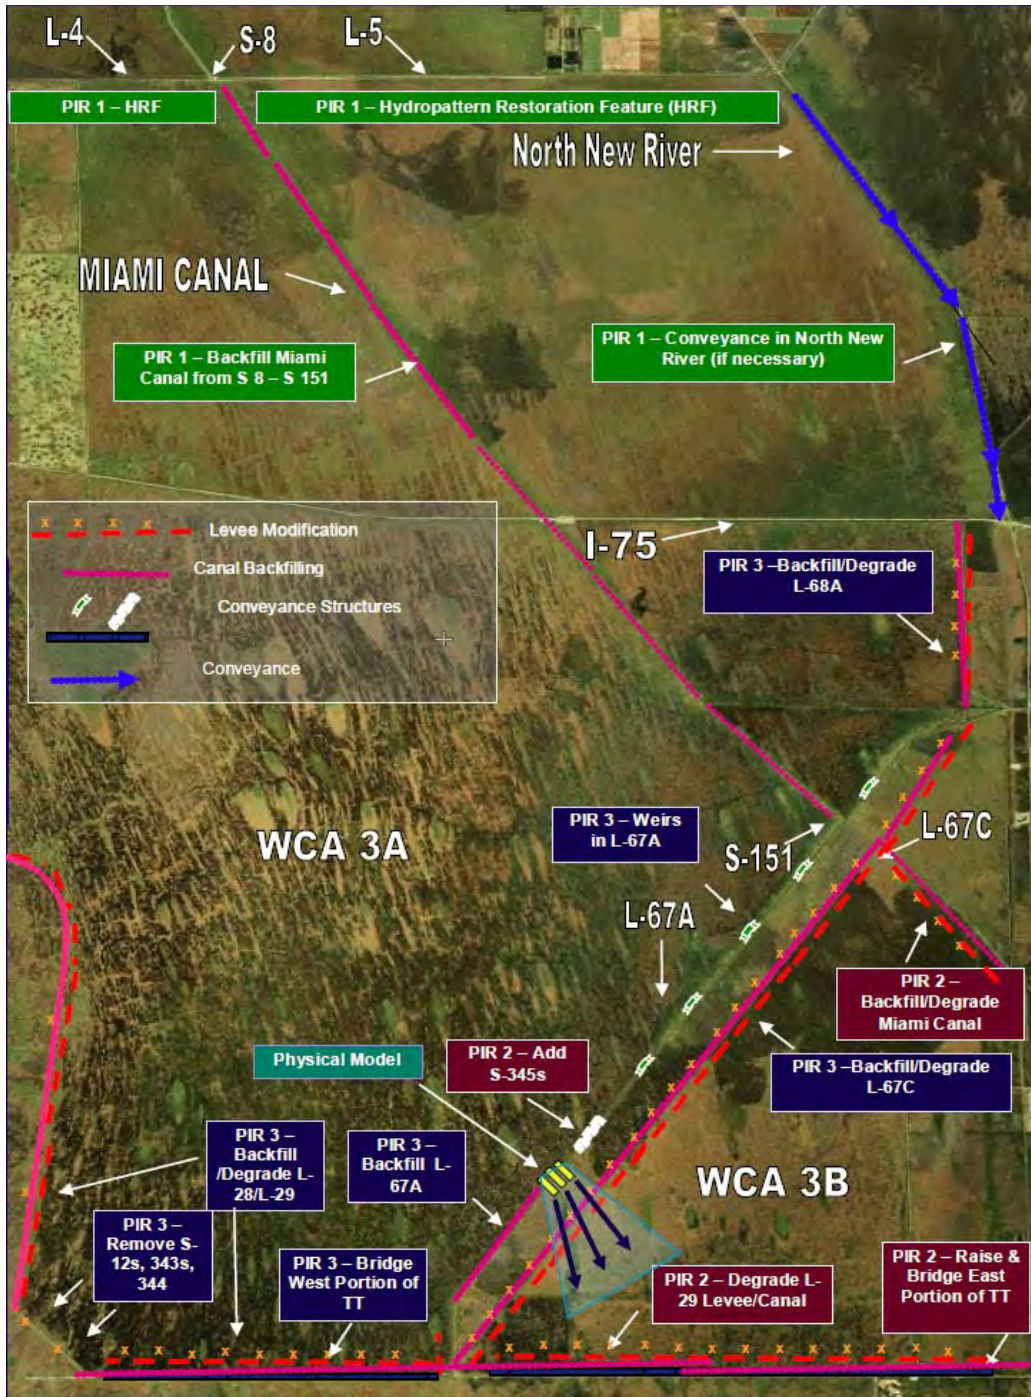 L-4
S-8
L-5
PIR 1 – HRF
PIR 1 – Hydropattern Restoration Feature (HRF)
North New River
MIAMI CANAL
PIR 1 – Backfill Miami
Canal from S 8 – S 151
PIR 1 – Conveyance in North New
River (if necessary)
Levee Modification
Canal Backfilling
Conveyance Structures
Conveyance
I-75
PIR 3 –Backfill/Degrade
L-68A
WCA 3A
PIR 3 – Weirs
in L-67A
S-151
L-67C
L-67A
PIR 2 –
Backfill/Degrade
Miami Canal
Physical Model
PIR 2 – Add
S-345s
PIR 3 –Backfill/Degrade
L-67C
PIR 3 –
Backfill
/Degrade L-
28/L-29
PIR 3 –
Backfill L-
67A
WCA 3B
PIR 3 –
Remove S-
12s, 343s,
344
PIR 3 – Bridge
West Portion of
TT
PIR 2 – Degrade L-
29 Levee/Canal
PIR 2 – Raise &
Bridge East
Portion of TT